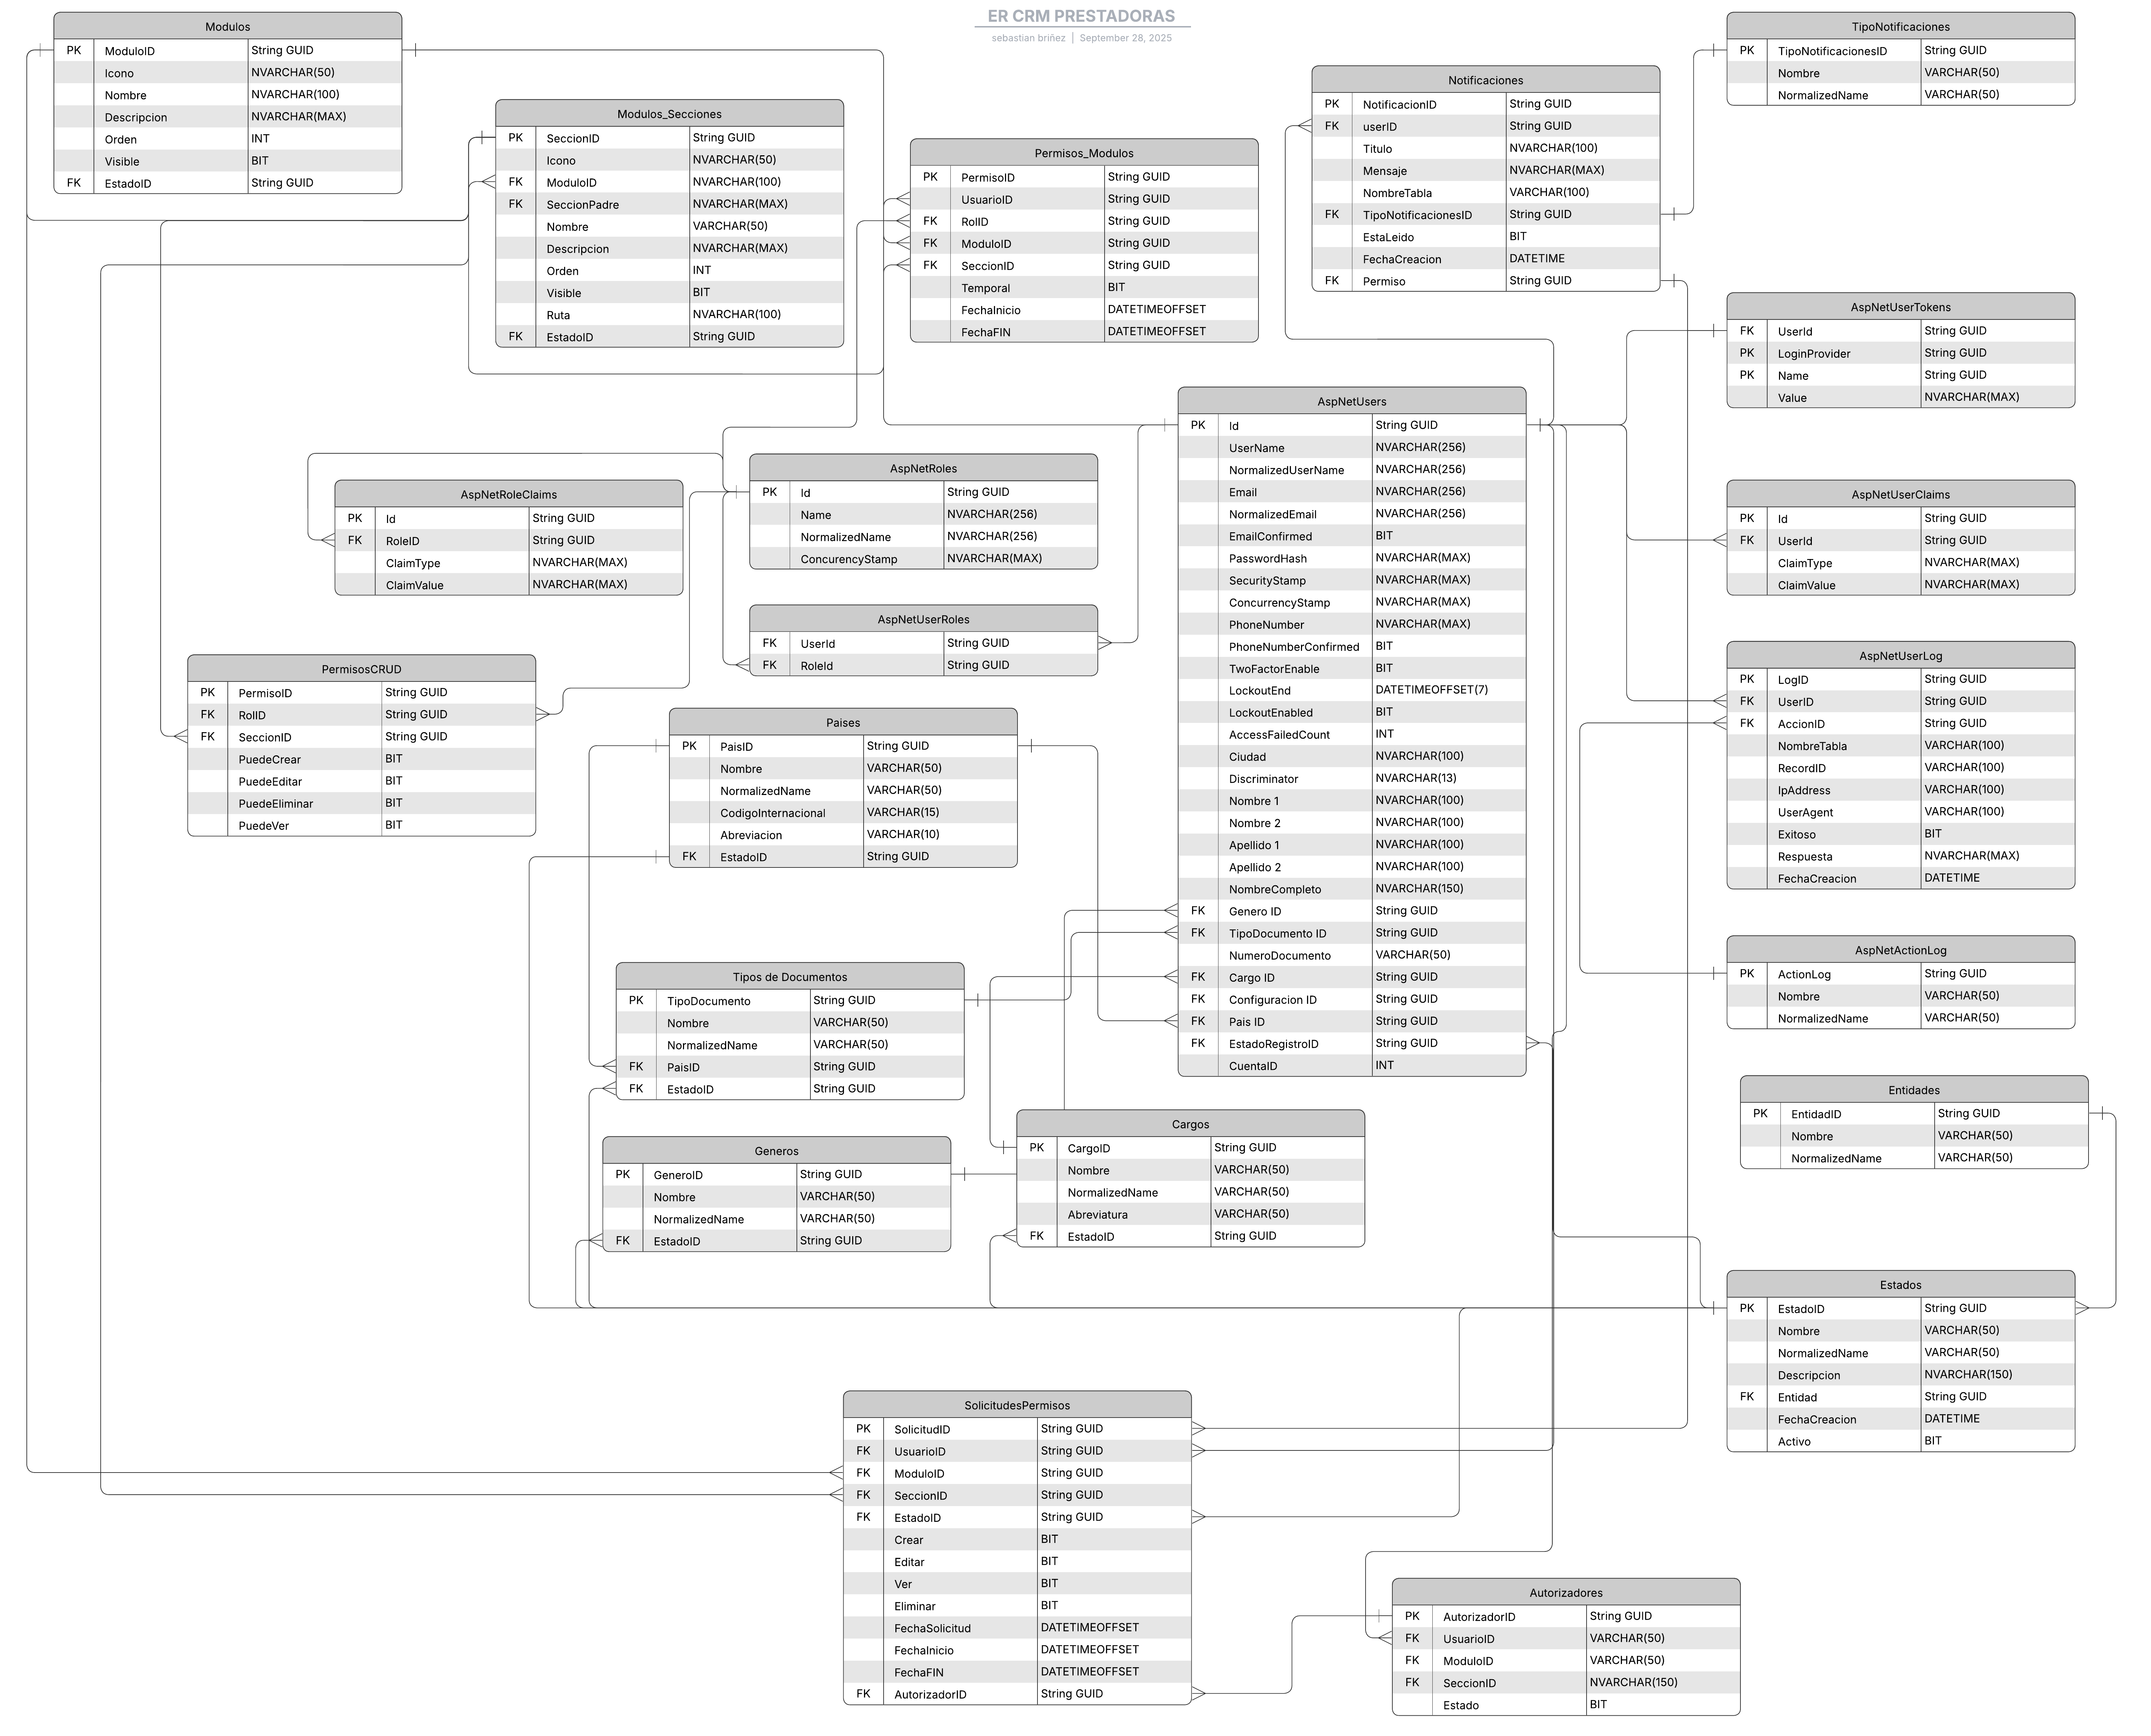 ER CRM PRESTADORAS
sebastian briñez | September 28, 2025
Modulos
PK ModuloID String GUID
Icono NVARCHAR(50)
Nombre NVARCHAR(100)
Descripcion NVARCHAR(MAX)
Orden INT
Visible BIT
FK EstadoID String GUID
Modulos_Secciones
PK SeccionID String GUID
Icono NVARCHAR(50)
FK ModuloID NVARCHAR(100)
FK SeccionPadre NVARCHAR(MAX)
Nombre VARCHAR(50)
Descripcion NVARCHAR(MAX)
Orden INT
Visible BIT
Ruta NVARCHAR(100)
FK EstadoID String GUID
Permisos_Modulos
PK PermisoID String GUID
UsuarioID String GUID
FK RolID String GUID
FK ModuloID String GUID
FK SeccionID String GUID
Temporal BIT
FechaInicio DATETIMEOFFSET
FechaFIN DATETIMEOFFSET
Notificaciones
PK NotificacionID String GUID
FK userID String GUID
Titulo NVARCHAR(100)
Mensaje NVARCHAR(MAX)
NombreTabla VARCHAR(100)
FK TipoNotificacionesID String GUID
EstaLeido BIT
FechaCreacion DATETIME
FK Permiso String GUID
TipoNotificaciones
PK TipoNotificacionesID String GUID
Nombre VARCHAR(50)
NormalizedName VARCHAR(50)
AspNetUserTokens
FK UserId String GUID
PK LoginProvider String GUID
PK Name String GUID
Value NVARCHAR(MAX)
AspNetUsers
PK Id String GUID
UserName NVARCHAR(256)
NormalizedUserName NVARCHAR(256)
Email NVARCHAR(256)
NormalizedEmail NVARCHAR(256)
EmailConfirmed BIT
PasswordHash NVARCHAR(MAX)
SecurityStamp NVARCHAR(MAX)
ConcurrencyStamp NVARCHAR(MAX)
PhoneNumber NVARCHAR(MAX)
PhoneNumberConfirmed BIT
TwoFactorEnable BIT
LockoutEnd DATETIMEOFFSET(7)
LockoutEnabled BIT
AccessFailedCount INT
Ciudad NVARCHAR(100)
Discriminator NVARCHAR(13)
Nombre 1 NVARCHAR(100)
Nombre 2 NVARCHAR(100)
Apellido 1 NVARCHAR(100)
Apellido 2 NVARCHAR(100)
NombreCompleto NVARCHAR(150)
FK Genero ID String GUID
FK TipoDocumento ID String GUID
NumeroDocumento VARCHAR(50)
FK Cargo ID String GUID
FK Configuracion ID String GUID
FK Pais ID String GUID
FK EstadoRegistroID String GUID
CuentaID INT
AspNetRoleClaims
PK Id String GUID
FK RoleID String GUID
ClaimType NVARCHAR(MAX)
ClaimValue NVARCHAR(MAX)
AspNetRoles
PK Id String GUID
Name NVARCHAR(256)
NormalizedName NVARCHAR(256)
ConcurencyStamp NVARCHAR(MAX)
AspNetUserRoles
FK UserId String GUID
FK RoleId String GUID
AspNetUserClaims
PK Id String GUID
FK UserId String GUID
ClaimType NVARCHAR(MAX)
ClaimValue NVARCHAR(MAX)
AspNetUserLog
PK LogID String GUID
FK UserID String GUID
FK AccionID String GUID
NombreTabla VARCHAR(100)
RecordID VARCHAR(100)
IpAddress VARCHAR(100)
UserAgent VARCHAR(100)
Exitoso BIT
Respuesta NVARCHAR(MAX)
FechaCreacion DATETIME
PermisosCRUD
PK PermisoID String GUID
FK RolID String GUID
FK SeccionID String GUID
PuedeCrear BIT
PuedeEditar BIT
PuedeEliminar BIT
PuedeVer BIT
Paises
PK PaisID String GUID
Nombre VARCHAR(50)
NormalizedName VARCHAR(50)
CodigoInternacional VARCHAR(15)
Abreviacion VARCHAR(10)
FK EstadoID String GUID
AspNetActionLog
PK ActionLog String GUID
Nombre VARCHAR(50)
NormalizedName VARCHAR(50)
Tipos de Documentos
PK TipoDocumento String GUID
Nombre VARCHAR(50)
NormalizedName VARCHAR(50)
FK PaisID String GUID
FK EstadoID String GUID
Entidades
PK EntidadID String GUID
Nombre VARCHAR(50)
NormalizedName VARCHAR(50)
Generos
PK GeneroID String GUID
Nombre VARCHAR(50)
NormalizedName VARCHAR(50)
FK EstadoID String GUID
Cargos
PK CargoID String GUID
Nombre VARCHAR(50)
NormalizedName VARCHAR(50)
Abreviatura VARCHAR(50)
FK EstadoID String GUID
Estados
PK EstadoID String GUID
Nombre VARCHAR(50)
NormalizedName VARCHAR(50)
Descripcion NVARCHAR(150)
FK Entidad String GUID
FechaCreacion DATETIME
Activo BIT
SolicitudesPermisos
PK SolicitudID String GUID
FK UsuarioID String GUID
FK ModuloID String GUID
FK SeccionID String GUID
FK EstadoID String GUID
Crear BIT
Editar BIT
Ver BIT
Eliminar BIT
FechaSolicitud DATETIMEOFFSET
FechaInicio DATETIMEOFFSET
FechaFIN DATETIMEOFFSET
FK AutorizadorID String GUID
Autorizadores
PK AutorizadorID String GUID
FK UsuarioID VARCHAR(50)
FK ModuloID VARCHAR(50)
FK SeccionID NVARCHAR(150)
Estado BIT